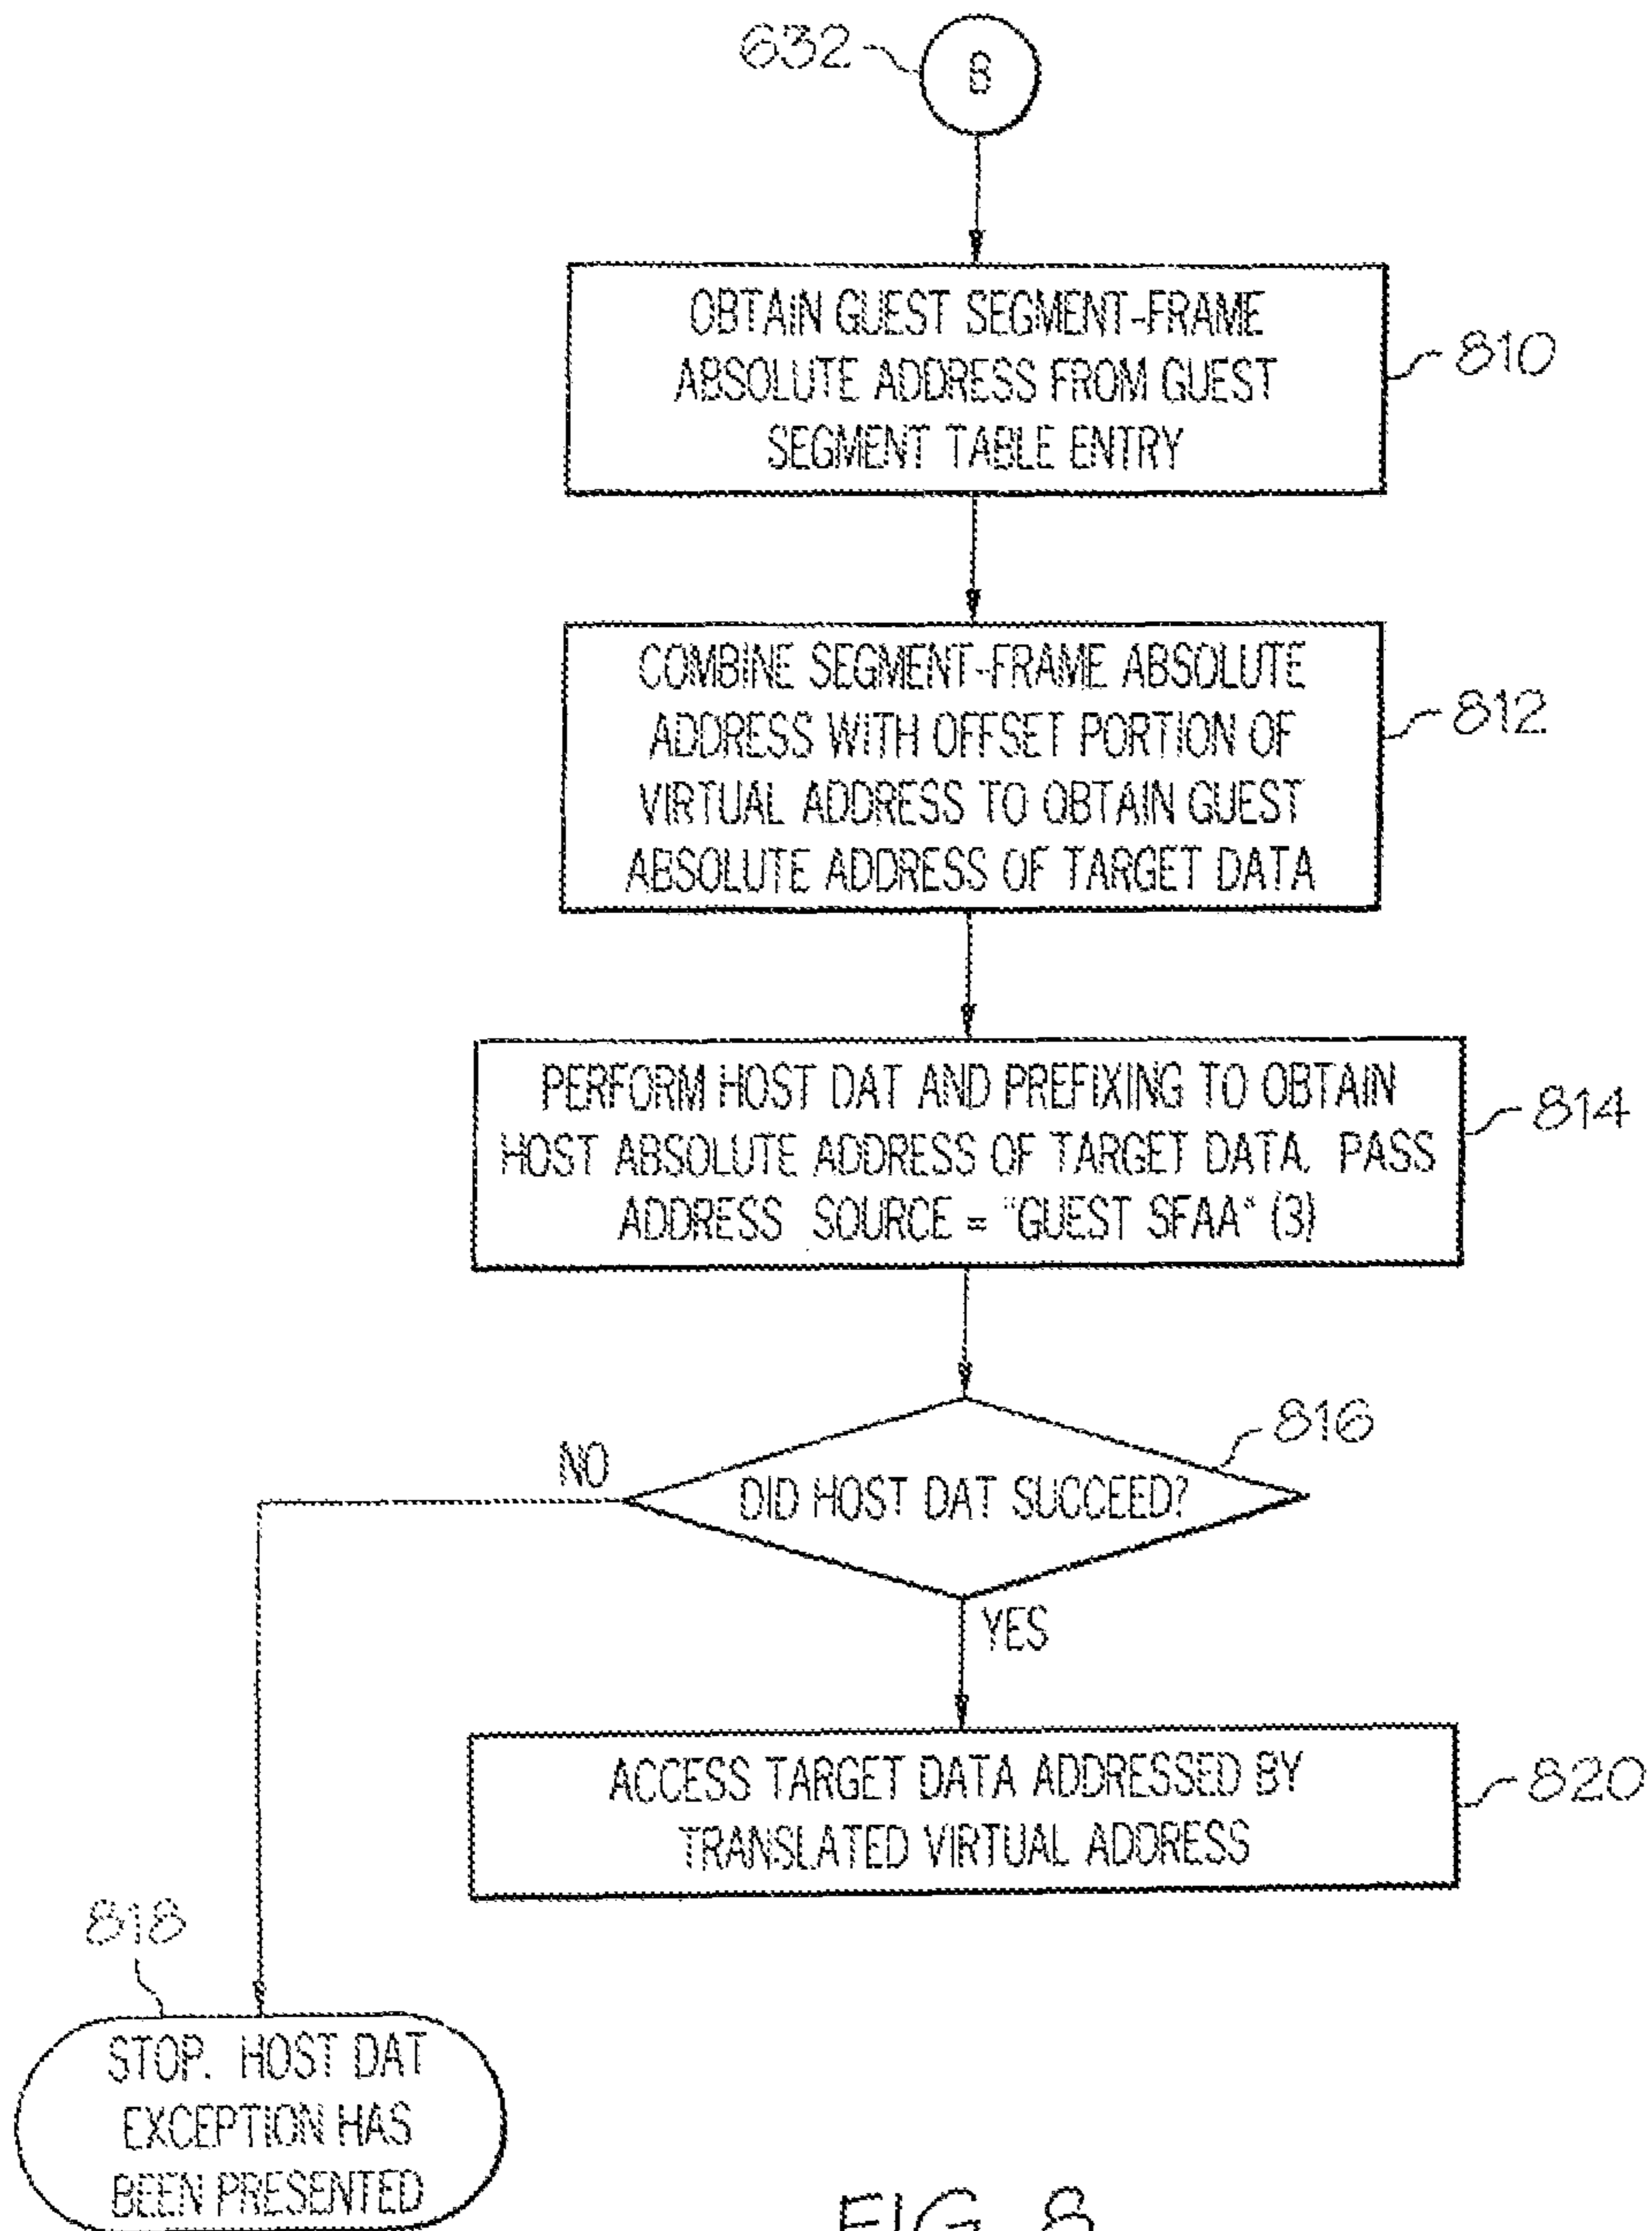 632
8
OBTAIN GUEST SEGMENT-FRAME
ABSOLUTE ADDRESS FROM GUEST
SEGMENT TABLE ENTRY
810
COMBINE SEGMENT-FRAME ABSOLUTE
ADDRESS WITH OFFSET PORTION OF
VIRTUAL ADDRESS TO OBTAIN GUEST
ABSOLUTE ADDRESS OF TARGET DATA
812
PERFORM HOST DAT AND PREFIXING TO OBTAIN
HOST ABSOLUTE ADDRESS OF TARGET DATA. PASS
ADDRESS SOURCE = "GUEST SFAA" (3)
814
816
NO
DID HOST DAT SUCCEED?
YES
ACCESS TARGET DATA ADDRESSED BY
TRANSLATED VIRTUAL ADDRESS
820
818
STOP. HOST DAT
EXCEPTION HAS
BEEN PRESENTED
FIG. 8